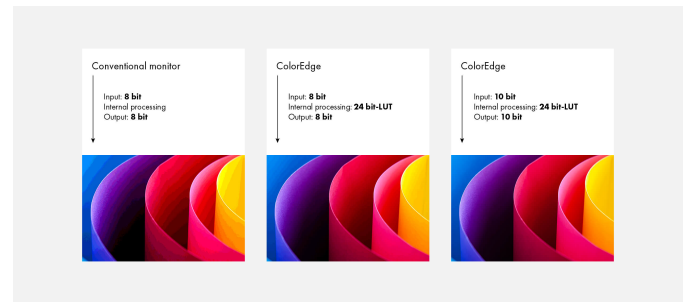 Conventional monitor
Input: 8 bit
Internal processing
Output: 8 bit
ColorEdge
Input: 8 bit
Internal processing: 24 bit-LUT
Output: 8 bit
ColorEdge
Input: 10 bit
Internal processing: 24 bit-LUT
Output: 10 bit